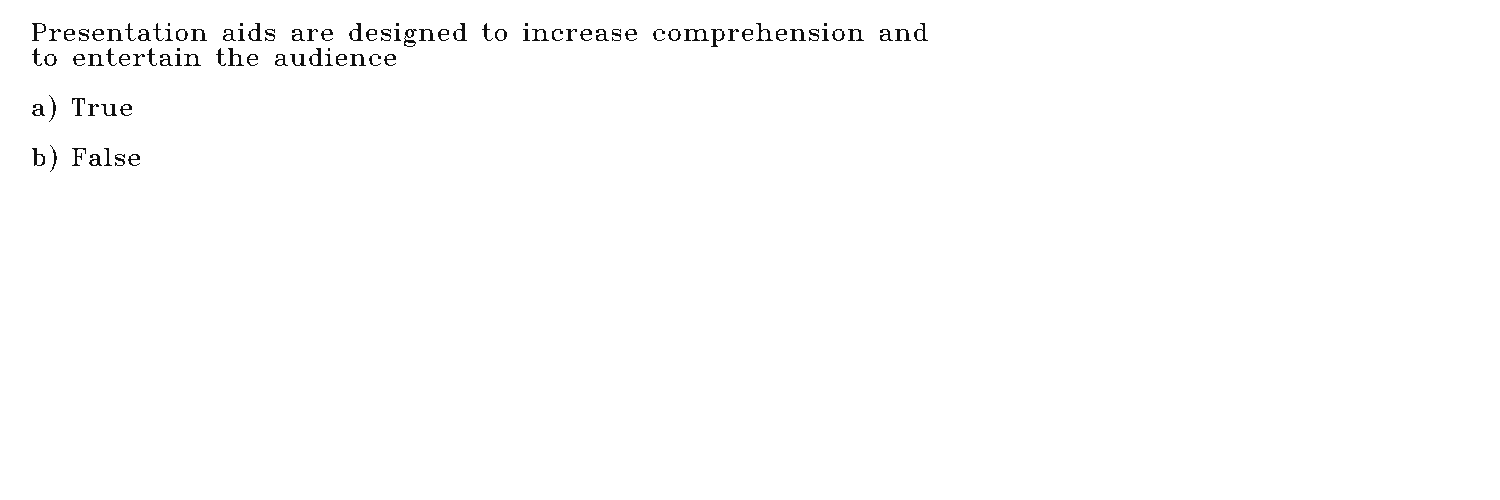 Presentation aids are designed to increase comprehension and
to entertain the audience
a) True
b) False